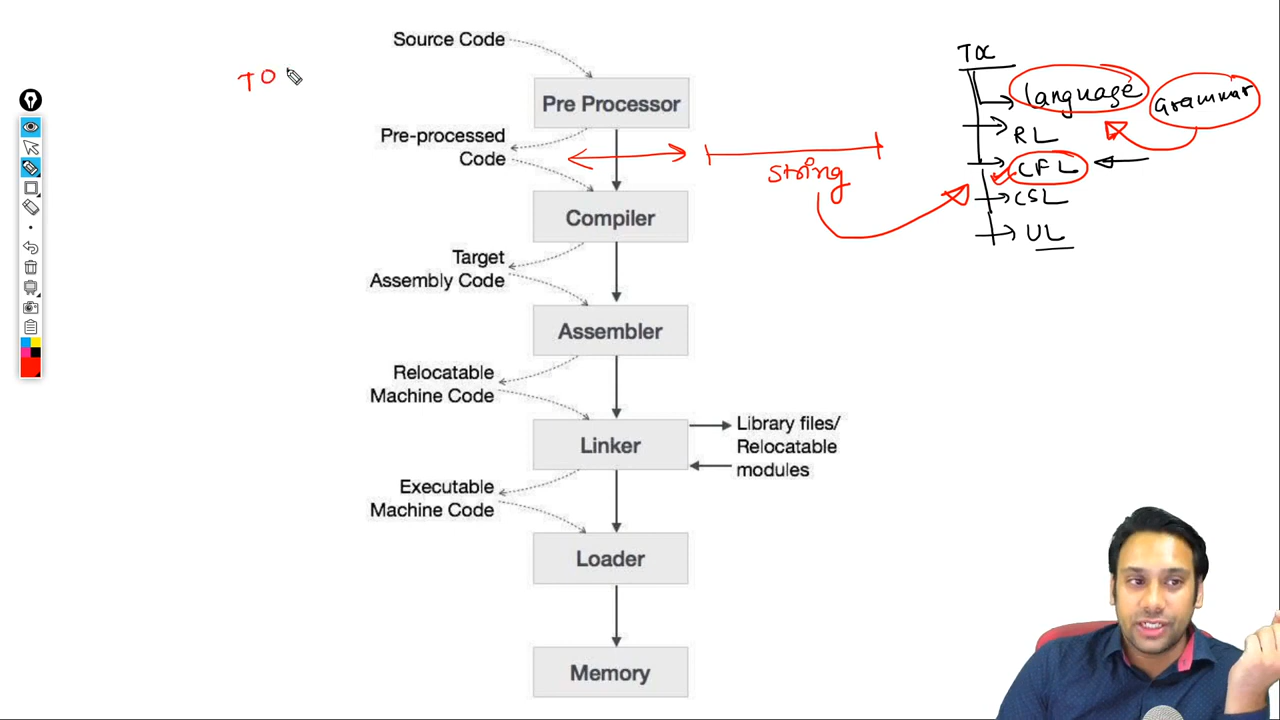 Source Code
TO
Pre Processor
Pre-processed
Code
Compiler
Target
Assembly Code
Assembler
Relocatable
Machine Code
Linker
Library files/
Relocatable
modules
Executable
Machine Code
Loader
Memory
string
TOC
language
Grammar
RL
CFL
CSL
UL